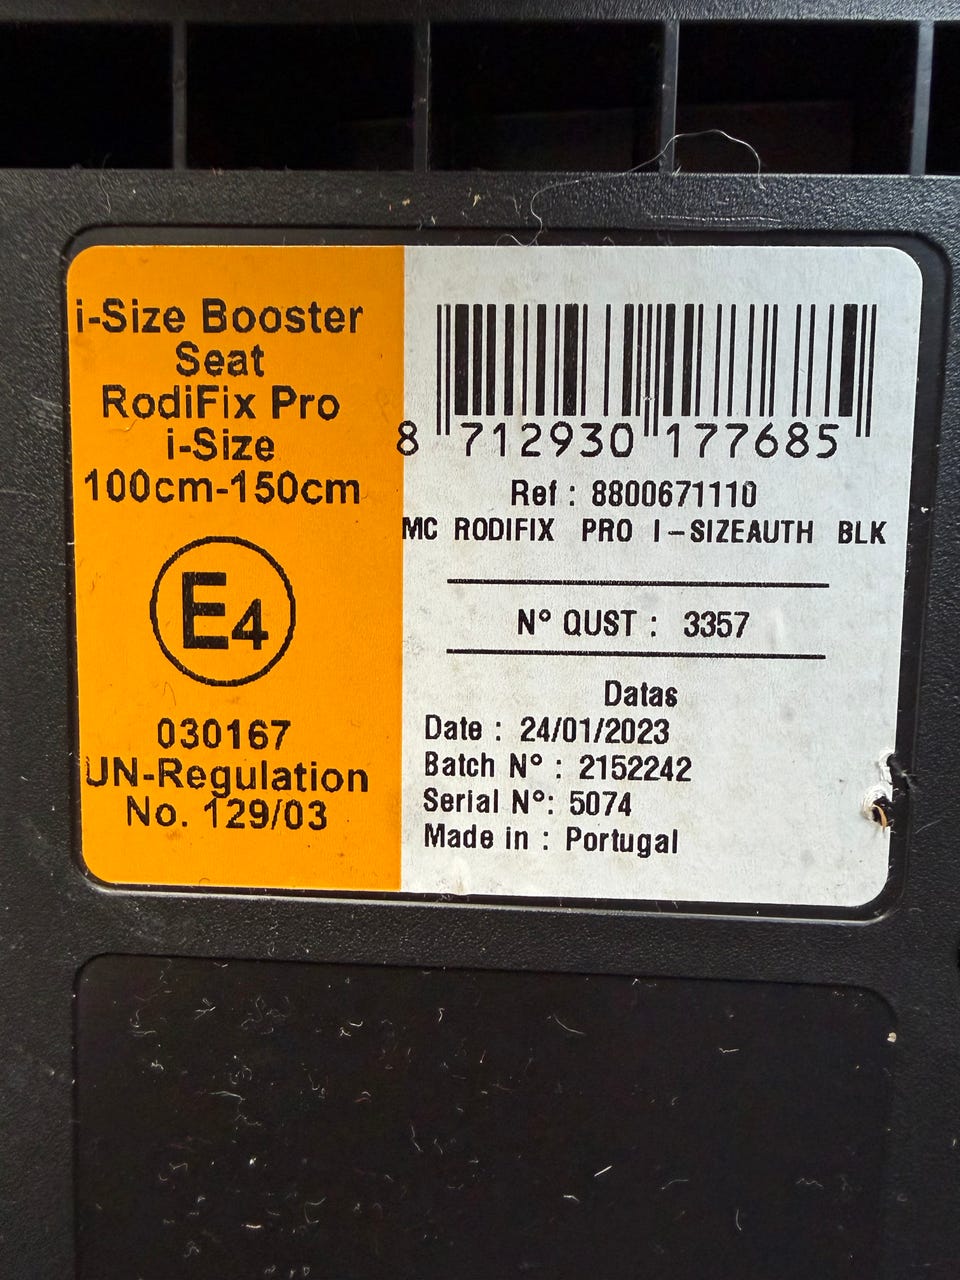 i-Size Booster
Seat
RodiFix Pro
i-Size
100cm-150cm
E4
030167
UN-Regulation
No. 129/03
8 712930 177685
Ref : 8800671110
MC RODIFIX PRO I-SIZEAUTH BLK
N° QUST : 3357
Datas
Date : 24/01/2023
Batch N° : 2152242
Serial N°: 5074
Made in : Portugal